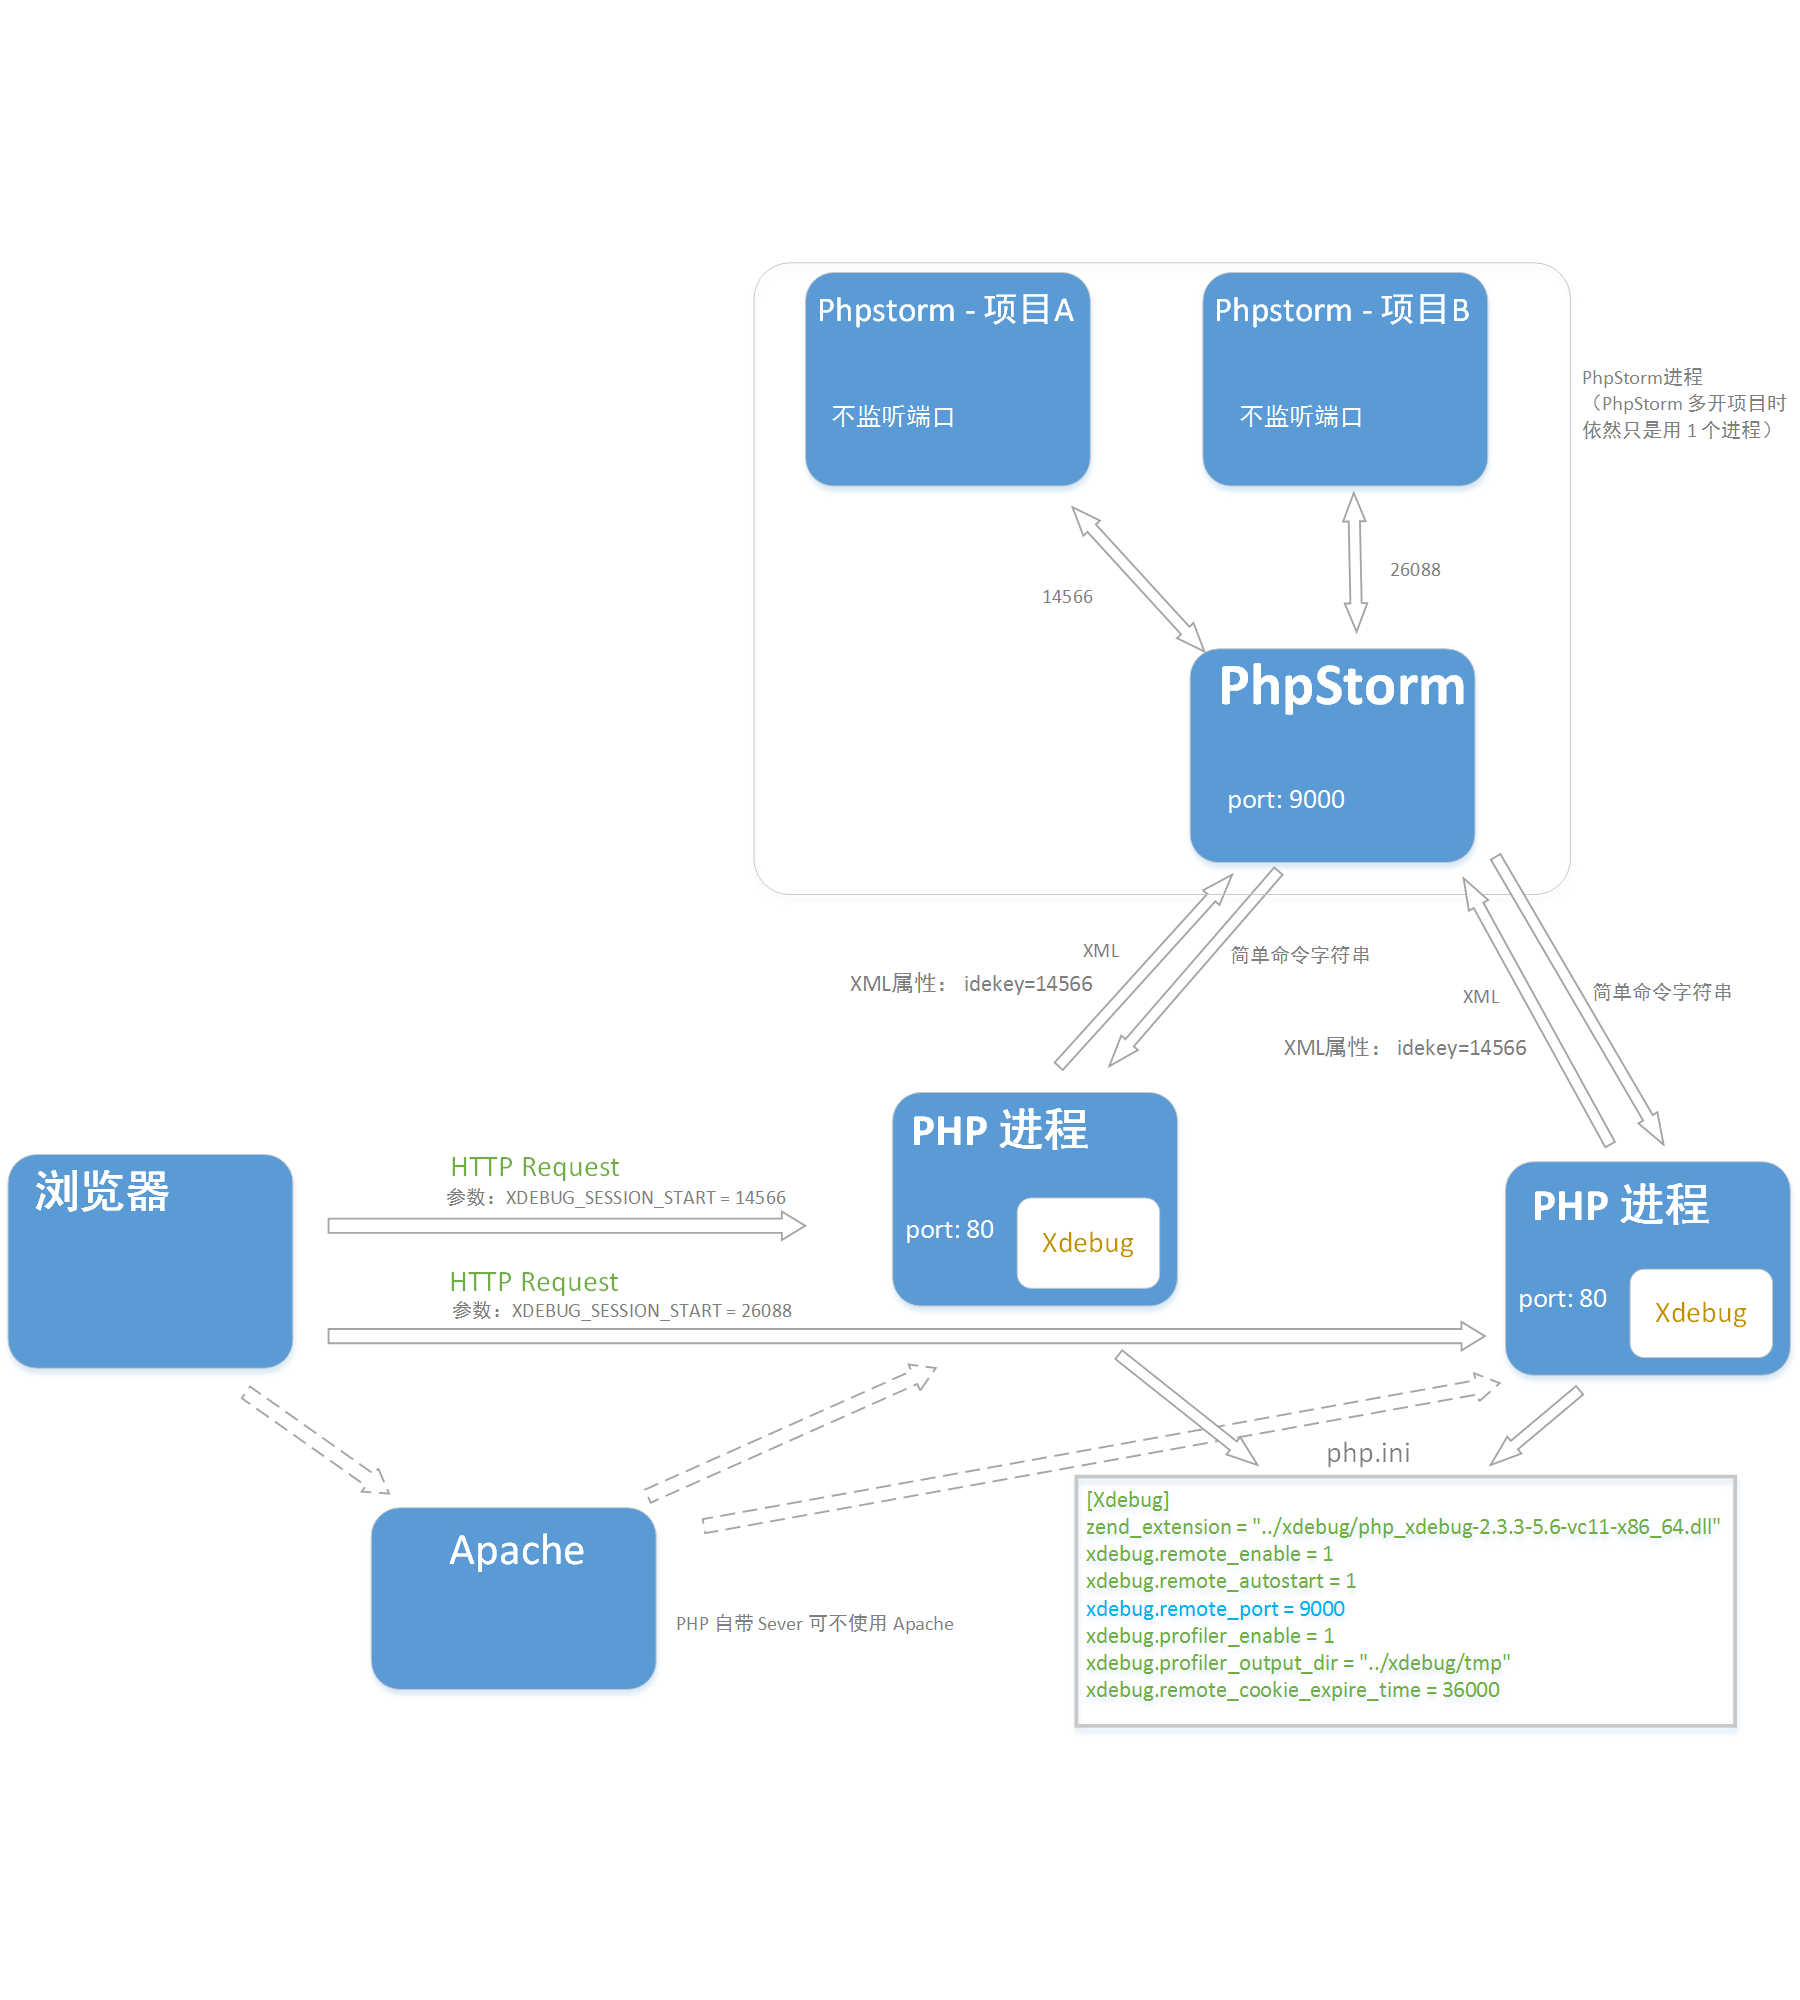 Phpstorm - 项目A
不监听端口
Phpstorm - 项目B
不监听端口
PhpStorm进程
（PhpStorm 多开项目时
依然只是用 1 个进程）
14566
26088
PhpStorm
port: 9000
XML
XML属性： idekey=14566
简单命令字符串
XML
XML属性： idekey=14566
简单命令字符串
浏览器
HTTP Request
参数：XDEBUG_SESSION_START = 14566
HTTP Request
参数：XDEBUG_SESSION_START = 26088
PHP 进程
port: 80
Xdebug
PHP 进程
port: 80
Xdebug
Apache
PHP 自带 Sever 可不使用 Apache
php.ini
[Xdebug]
zend_extension = "../xdebug/php_xdebug-2.3.3-5.6-vc11-x86_64.dll"
xdebug.remote_enable = 1
xdebug.remote_autostart = 1
xdebug.remote_port = 9000
xdebug.profiler_enable = 1
xdebug.profiler_output_dir = "../xdebug/tmp"
xdebug.remote_cookie_expire_time = 36000